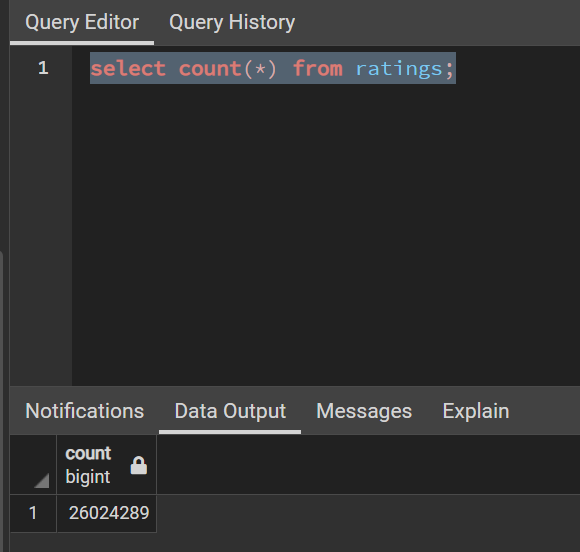 Query Editor Query History
1 select count(*) from ratings;
Notifications Data Output Messages Explain
count
bigint
1 26024289